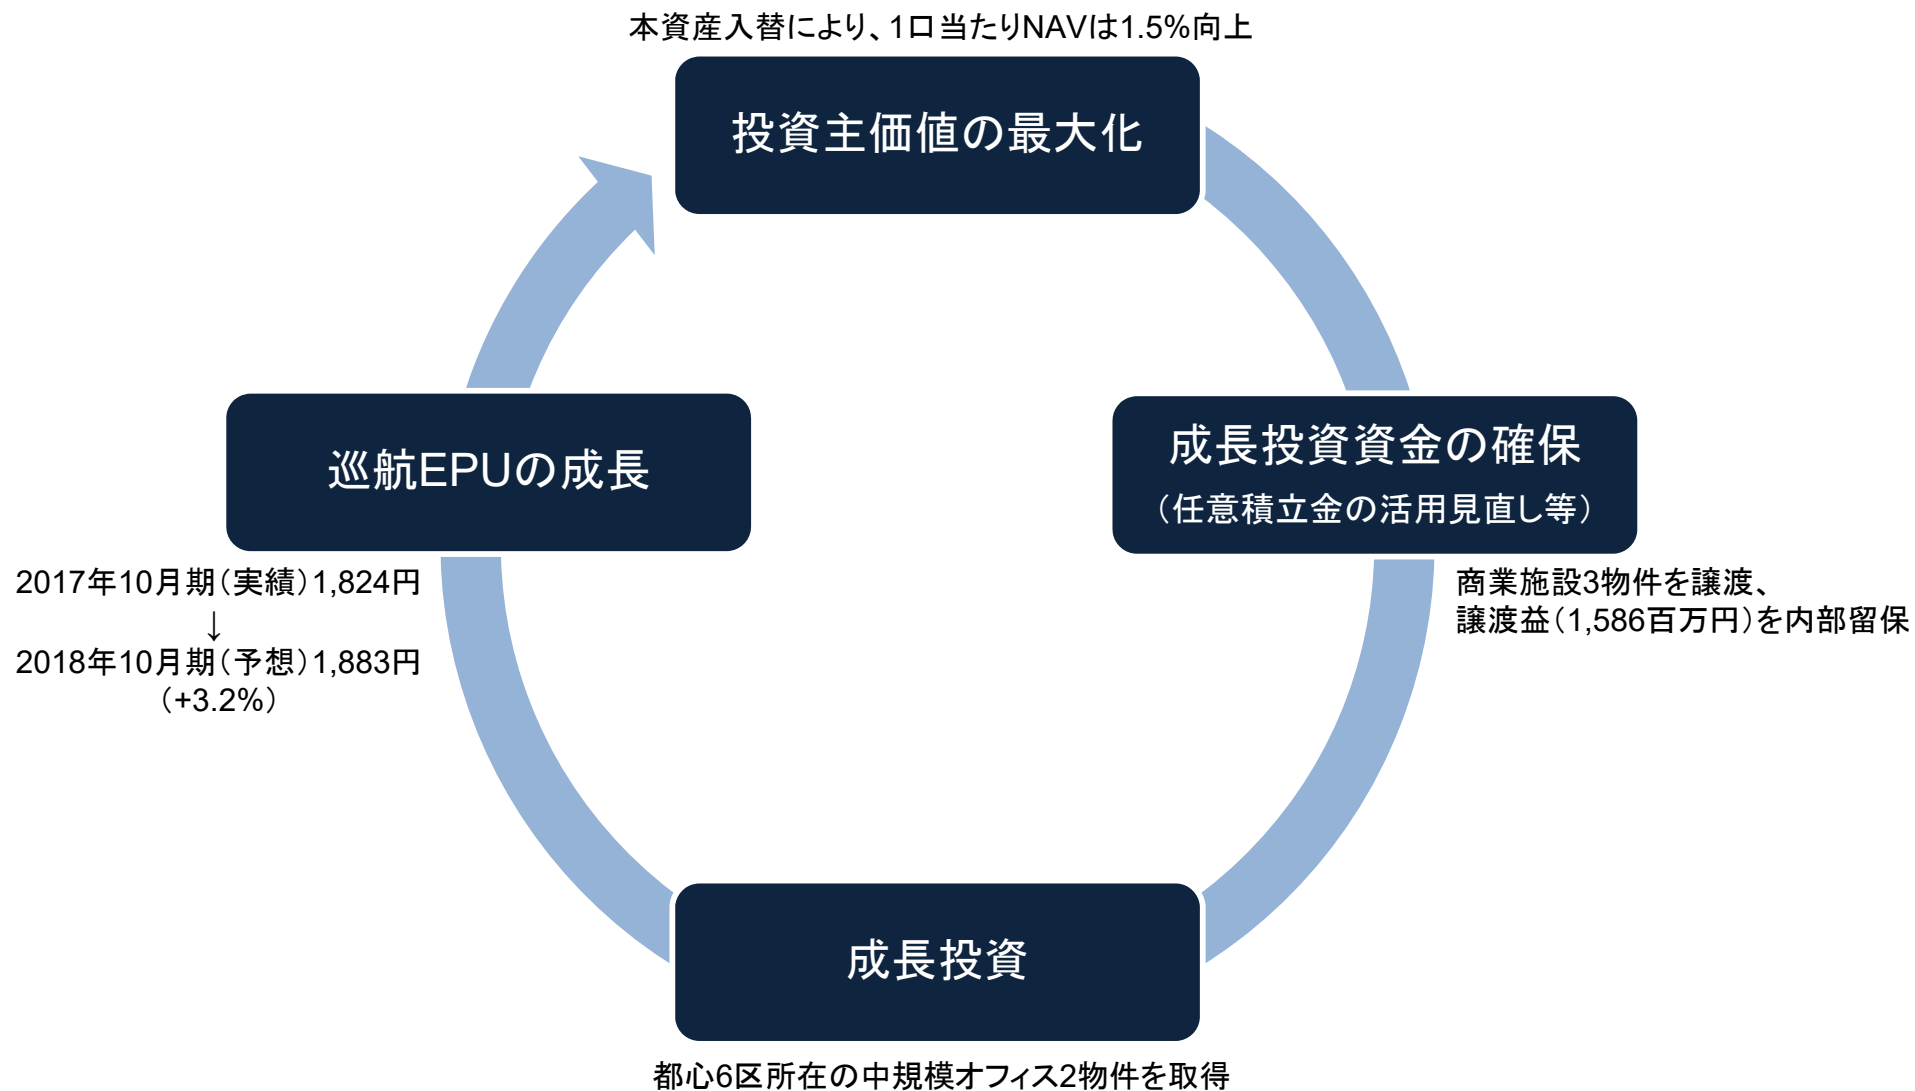 本資産入替により、1口当たりNAVは1.5%向上
投資主価値の最大化
成長投資資金の確保
（任意積立金の活用見直し等）
商業施設3物件を譲渡、
譲渡益（1,586百万円）を内部留保
成長投資
都心6区所在の中規模オフィス2物件を取得
巡航EPUの成長
2017年10月期（実績）1,824円
↓
2018年10月期（予想）1,883円
（+3.2%）